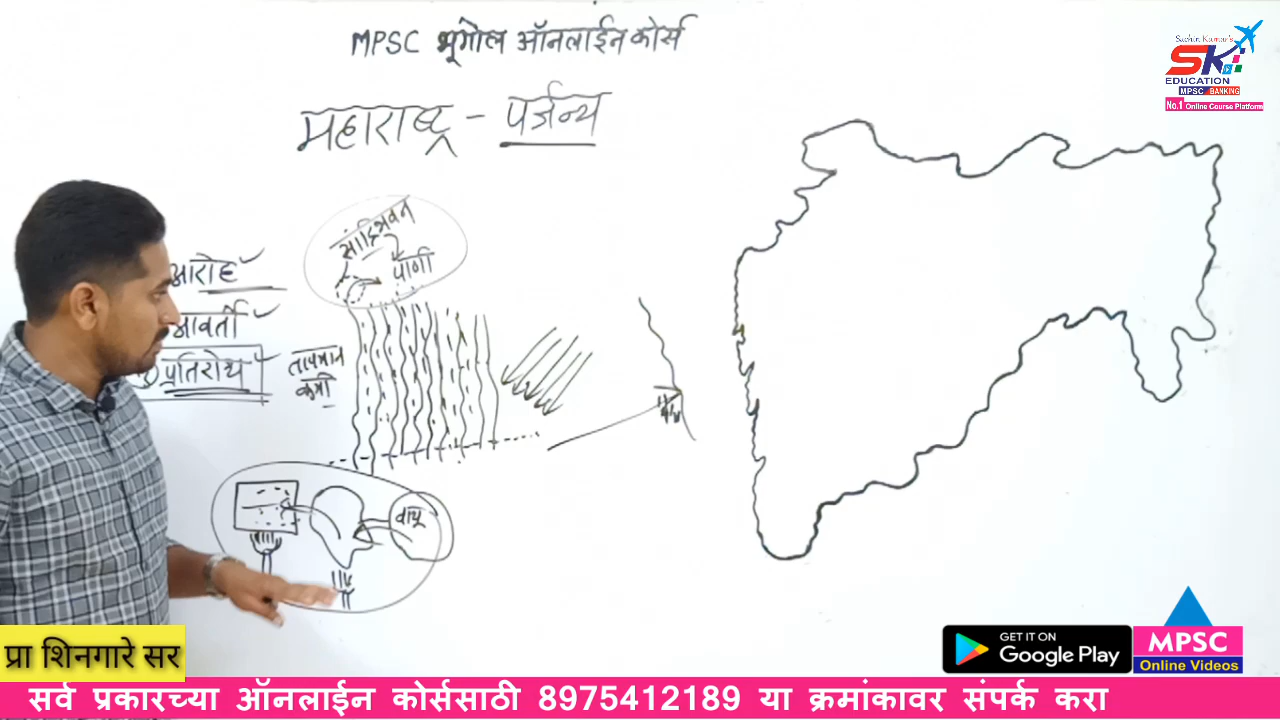 MPSC भूगोल ऑनलाईन कोर्स
महाराष्ट्र - पर्जन्य
Sachin Kumar's
SK
EDUCATION
MPSC BANKING
No.1 Online Course Platform
पाणी
आरोह
आवर्ती
प्रतिरोध
तापमान
कमी
वायू
प्रा शिनगारे सर
GET IT ON
Google Play
MPSC
Online Videos
सर्व प्रकारच्या ऑनलाईन कोर्ससाठी 8975412189 या क्रमांकावर संपर्क करा